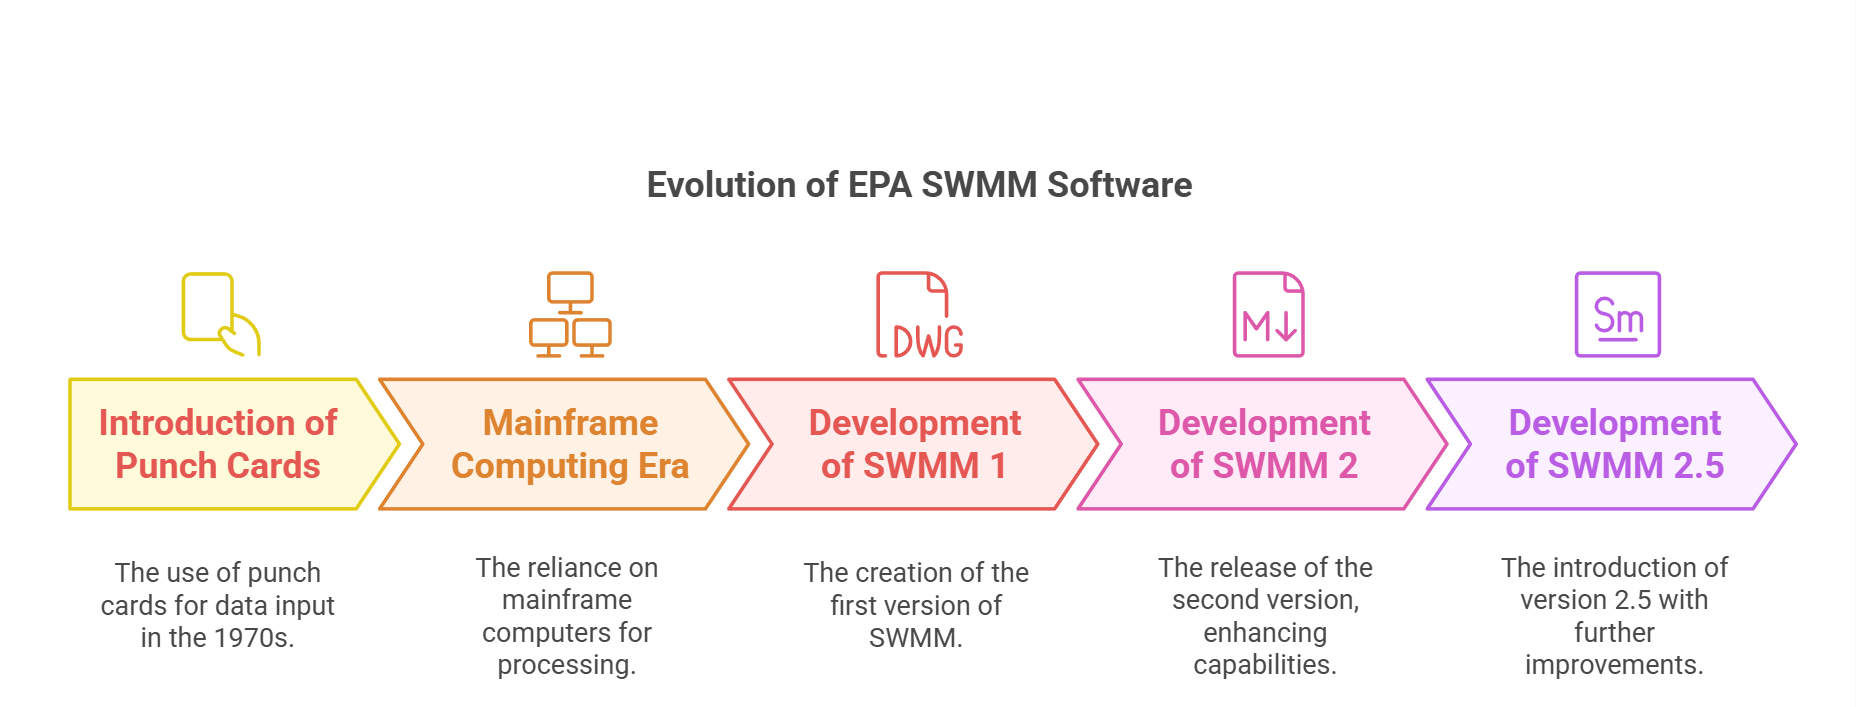 Evolution of EPA SWMM Software
DWG
M↓
Sm
Introduction of
Punch Cards
Mainframe
Computing Era
Development
of SWMM 1
Development
of SWMM 2
Development
of SWMM 2.5
The use of punch
cards for data input
in the 1970s.
The reliance on
mainframe
computers for
processing.
The creation of the
first version of
SWMM.
The release of the
second version,
enhancing
capabilities.
The introduction of
version 2.5 with
further
improvements.